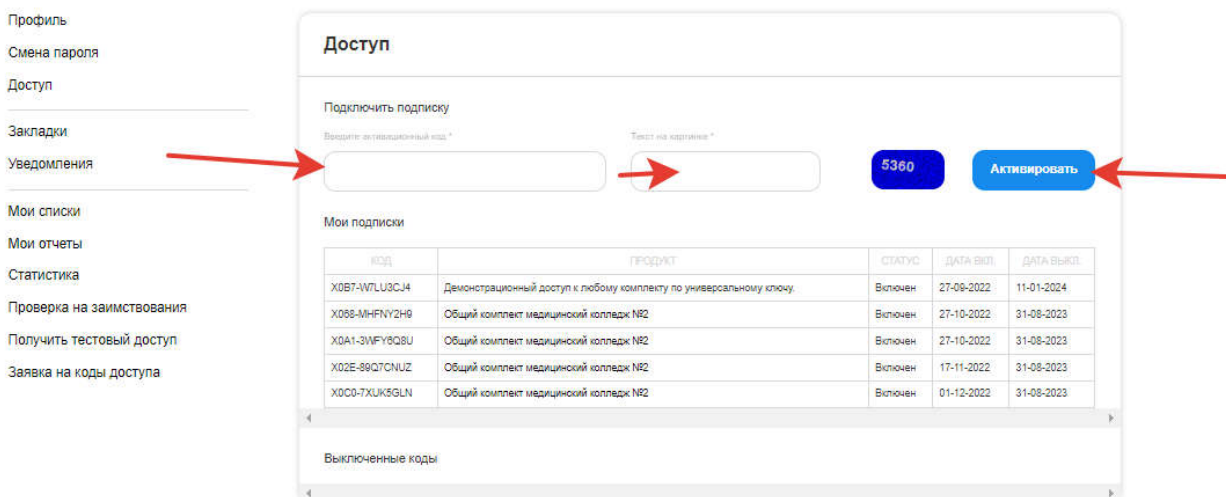 Профиль
Смена пароля
Доступ
Закладки
Уведомления
Мои списки
Мои отчеты
Статистика
Проверка на заимствования
Получить тестовый доступ
Заявка на коды доступа
Доступ
Подключить подписку
Введите активационный код * Текст на картинке *
5360 Активировать
Мои подписки
КОД ПРОДУКТ СТАТУС ДАТА ВКЛ. ДАТА ВЫКЛ.
X0B7-W7LU3CJ4 Демонстрационный доступ к любому комплекту по универсальному ключу. Включен 27-09-2022 11-01-2024
X068-MHFNY2H9 Общий комплект медицинский колледж №2 Включен 27-10-2022 31-08-2023
X0A1-3WFY6Q8U Общий комплект медицинский колледж №2 Включен 27-10-2022 31-08-2023
X02E-89Q7CNUZ Общий комплект медицинский колледж №2 Включен 17-11-2022 31-08-2023
X0C0-7XUK5GLN Общий комплект медицинский колледж №2 Включен 01-12-2022 31-08-2023
Выключенные коды